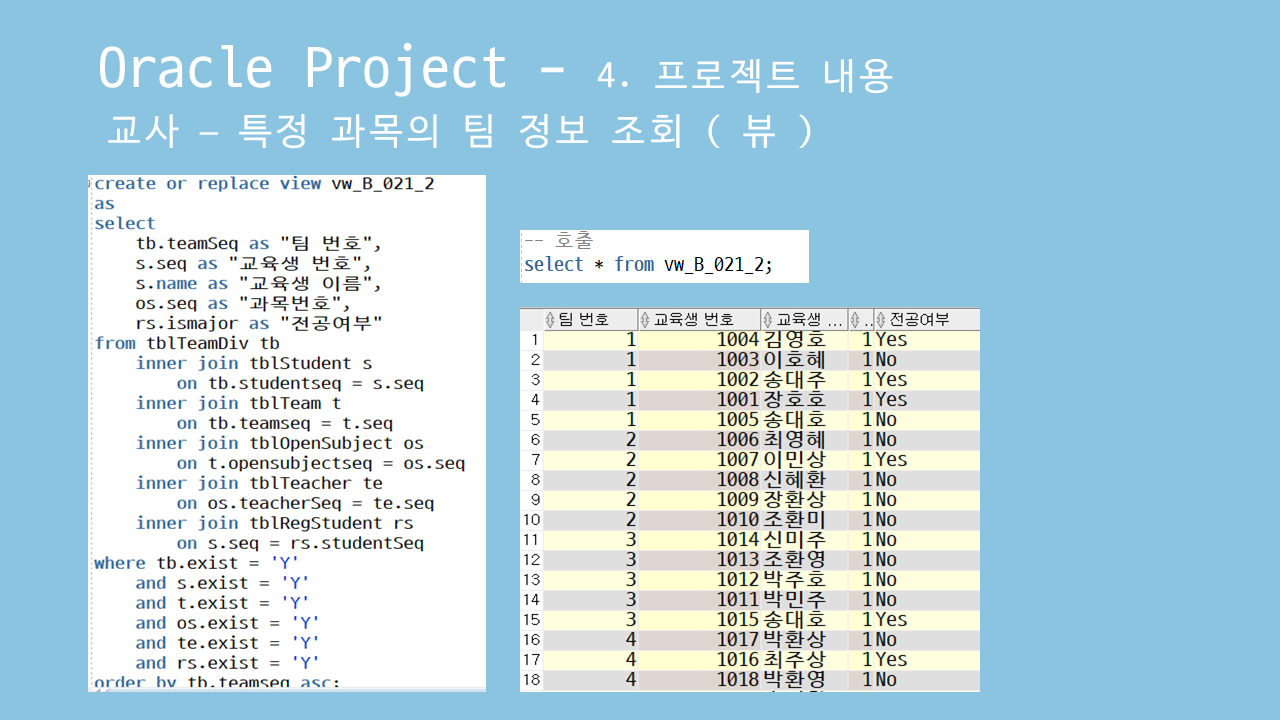 Oracle Project - 4. 프로젝트 내용
교사 – 특정 과목의 팀 정보 조회 ( 뷰 )
create or replace view vw_B_021_2
as
select
tb.teamSeq as "팀 번호",
s.seq as "교육생 번호",
s.name as "교육생 이름",
os.seq as "과목번호",
rs.ismajor as "전공여부"
from tblTeamDiv tb
inner join tblStudent s
on tb.studentseq = s.seq
inner join tblTeam t
on tb.teamseq = t.seq
inner join tblOpenSubject os
on t.opensubjectseq = os.seq
inner join tblTeacher te
on os.teacherSeq = te.seq
inner join tblRegStudent rs
on s.seq = rs.studentSeq
where tb.exist = 'Y'
and s.exist = 'Y'
and t.exist = 'Y'
and os.exist = 'Y'
and te.exist = 'Y'
and rs.exist = 'Y'
order by tb.teamseq asc;
-- 호출
select * from vw_B_021_2;
팀 번호 교육생 번호 교육생 ... .. 전공여부
1 1 1004 김영호 1 Yes
2 1 1003 이호혜 1 No
3 1 1002 송대주 1 Yes
4 1 1001 장호호 1 Yes
5 1 1005 송대호 1 No
6 2 1006 최영혜 1 No
7 2 1007 이민상 1 Yes
8 2 1008 신혜환 1 No
9 2 1009 장환상 1 No
10 2 1010 조환미 1 No
11 3 1014 신미주 1 No
12 3 1013 조환영 1 No
13 3 1012 박주호 1 No
14 3 1011 박민주 1 No
15 3 1015 송대호 1 Yes
16 4 1017 박환상 1 No
17 4 1016 최주상 1 Yes
18 4 1018 박환영 1 No